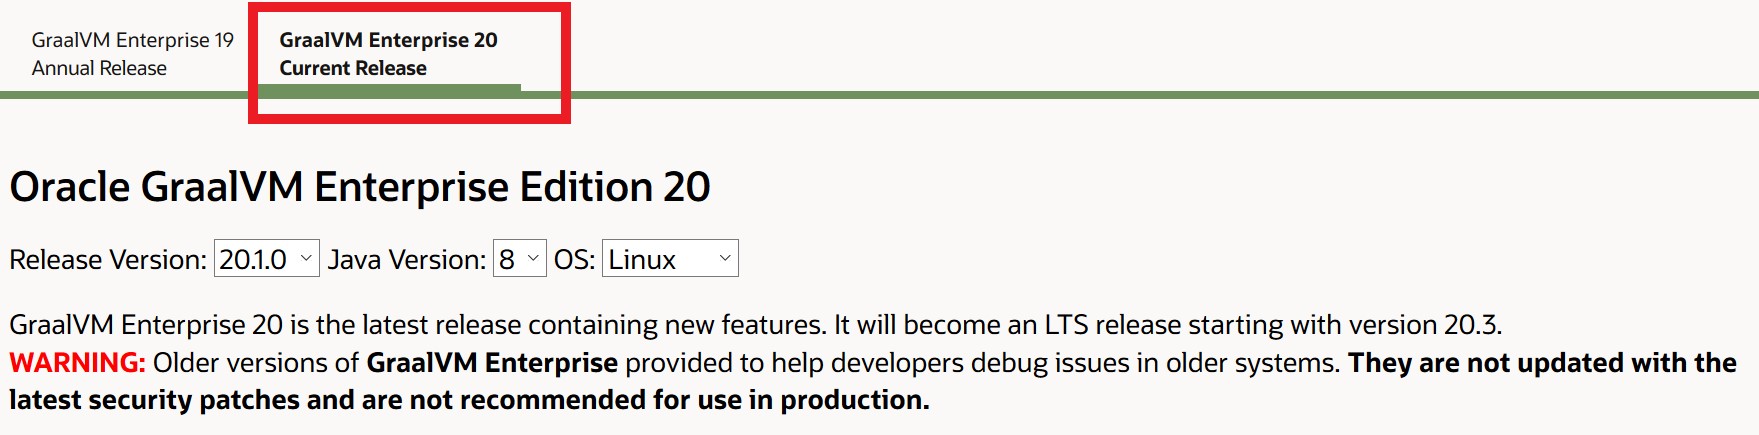 GraalVM Enterprise 19
Annual Release
GraalVM Enterprise 20
Current Release
Oracle GraalVM Enterprise Edition 20
Release Version: 20.1.0 Java Version: 8 OS: Linux
GraalVM Enterprise 20 is the latest release containing new features. It will become an LTS release starting with version 20.3.
WARNING: Older versions of GraalVM Enterprise provided to help developers debug issues in older systems. They are not updated with the
latest security patches and are not recommended for use in production.